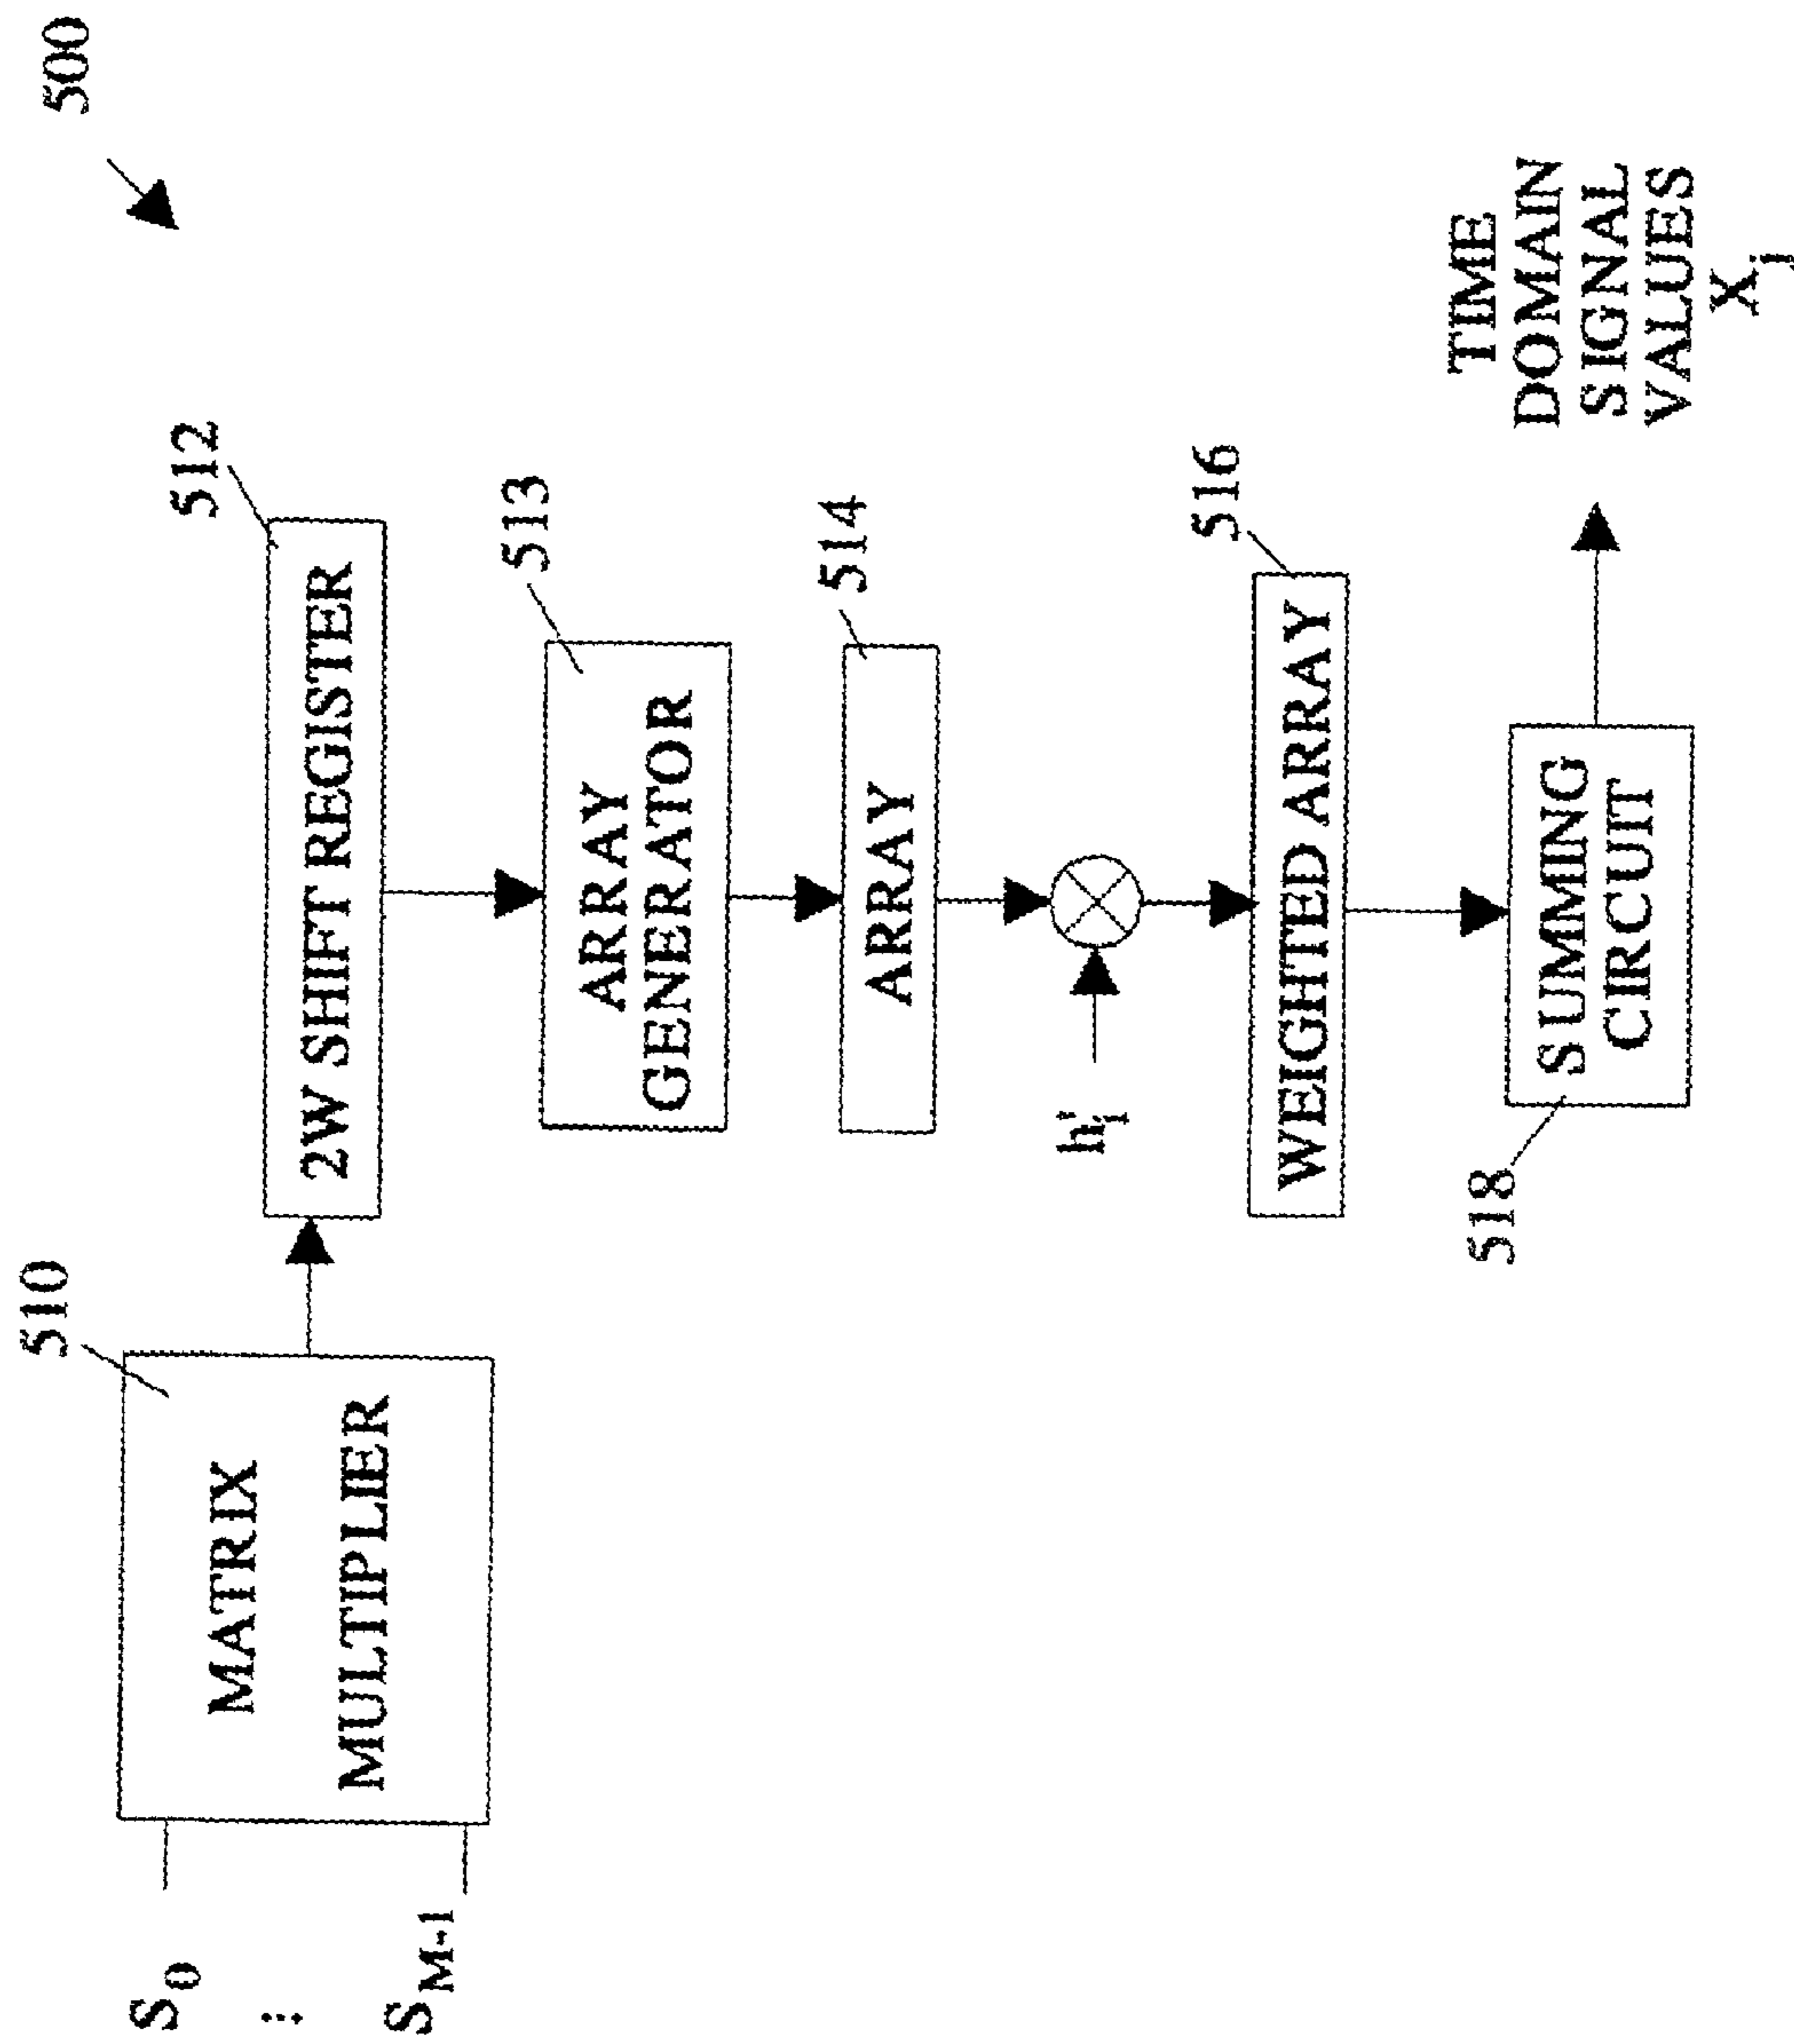 500
510
512
S0
⋮
SM-1
MATRIX
MULTIPLIER
2W SHIFT REGISTER
513
ARRAY
GENERATOR
514
ARRAY
h'i
516
WEIGHTED ARRAY
518
SUMMING
CIRCUIT
TIME
DOMAIN
SIGNAL
VALUES
Xj